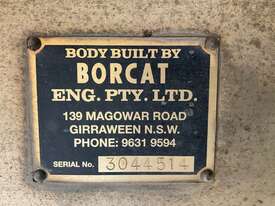 BODY BUILT BY
BORCAT
ENG. PTY. LTD.
139 MAGOWAR ROAD
GIRRAWEEN N.S.W.
PHONE: 9631 9594
SERIAL No. 3044514